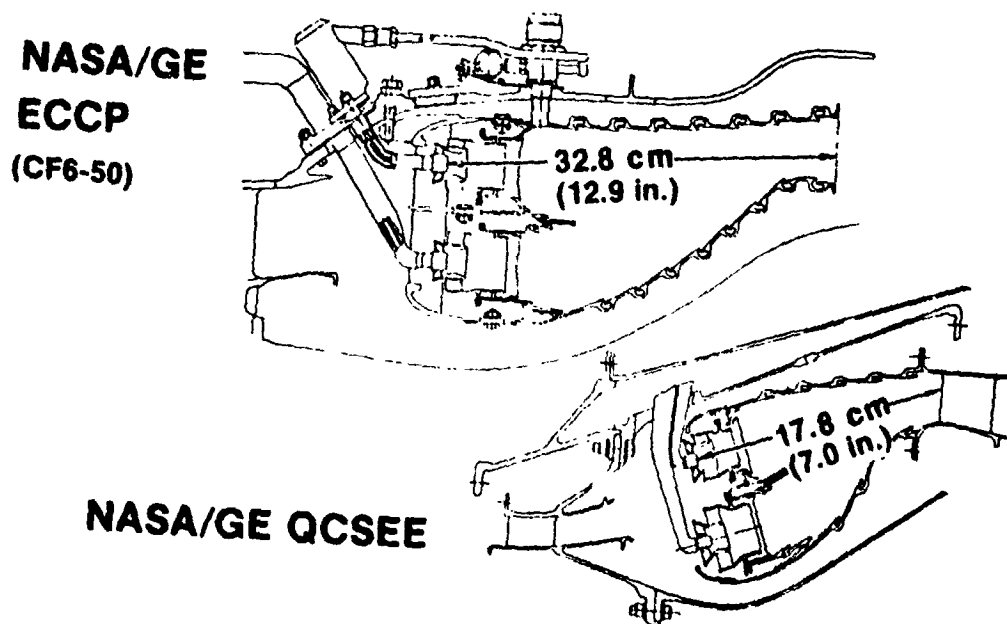 NASA/GE
ECCP
(CF6-50)
32.8 cm
(12.9 in.)
17.8 cm
(7.0 in.)
NASA/GE QCSEE